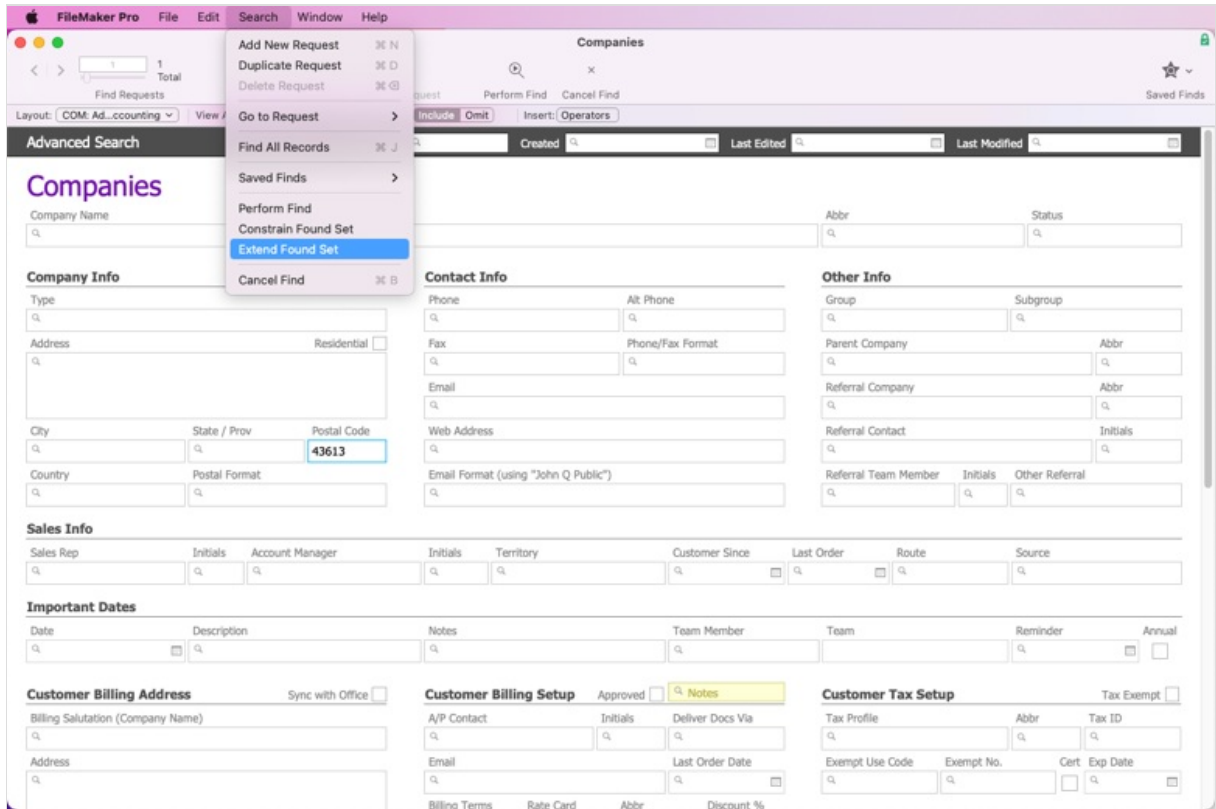 FileMaker Pro File Edit Search Window Help
Companies
Add New Request ⌘ N
Duplicate Request ⌘ D
Delete Request ⌘ ⌫
Go to Request
Find All Records ⌘ J
Saved Finds
Perform Find
Constrain Found Set
Extend Found Set
Cancel Find ⌘ B
1 1
Total
Find Requests quest Perform Find Cancel Find Saved Finds
Layout: COM: Ad...ccounting View A Include Omit Insert: Operators
Advanced Search Created Last Edited Last Modified
Companies
Company Name Abbr Status
Company Info Contact Info Other Info
Type Phone Alt Phone Group Subgroup
Address Residential Fax Phone/Fax Format Parent Company Abbr
Email Referral Company Abbr
City State / Prov Postal Code Web Address Referral Contact Initials
43613
Country Postal Format Email Format (using "John Q Public") Referral Team Member Initials Other Referral
Sales Info
Sales Rep Initials Account Manager Initials Territory Customer Since Last Order Route Source
Important Dates
Date Description Notes Team Member Team Reminder Annual
Customer Billing Address Sync with Office Customer Billing Setup Approved Notes Customer Tax Setup Tax Exempt
Billing Salutation (Company Name) A/P Contact Initials Deliver Docs Via Tax Profile Abbr Tax ID
Address Email Last Order Date Exempt Use Code Exempt No. Cert Exp Date
Billing Terms Rate Card Abbr Discount %